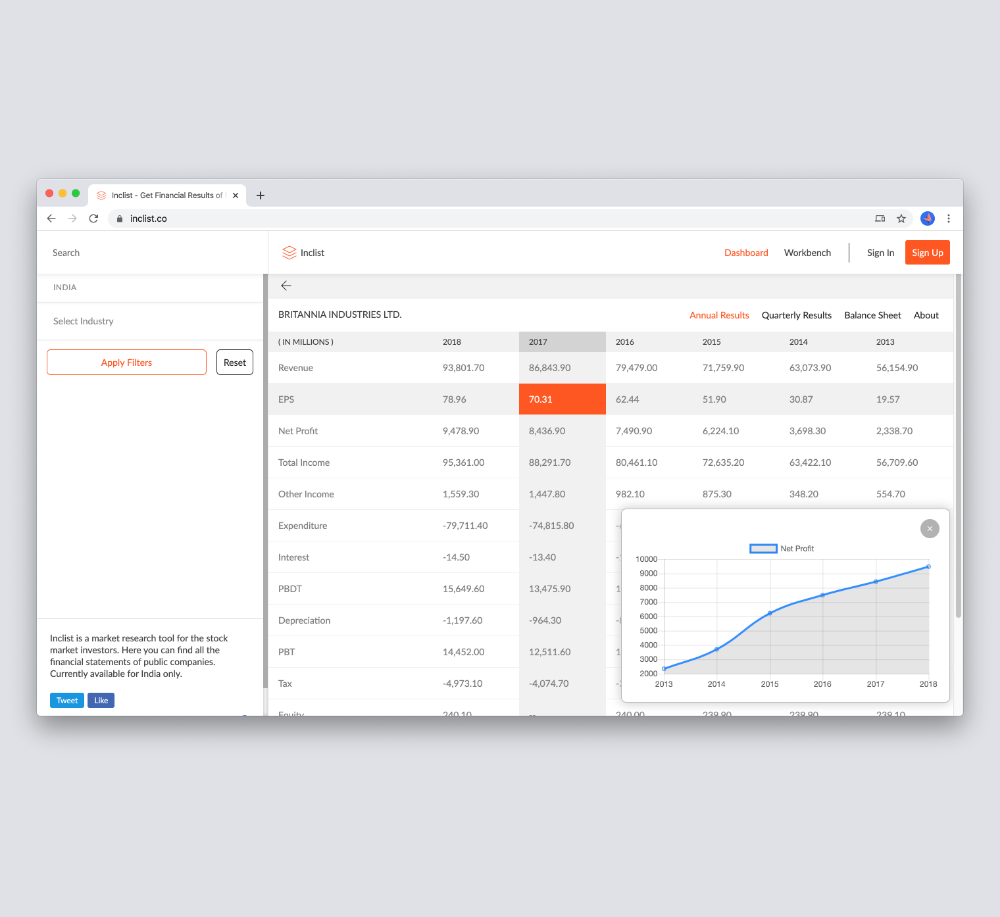 Inclist - Get Financial Results of
inclist.co
Search
Inclist
Dashboard
Workbench
Sign In
Sign Up
INDIA
Select Industry
Apply Filters
Reset
BRITANNIA INDUSTRIES LTD.
Annual Results
Quarterly Results
Balance Sheet
About
( IN MILLIONS ) 2018 2017 2016 2015 2014 2013
Revenue 93,801.70 86,843.90 79,479.00 71,759.90 63,073.90 56,154.90
EPS 78.96 70.31 62.44 51.90 30.87 19.57
Net Profit 9,478.90 8,436.90 7,490.90 6,224.10 3,698.30 2,338.70
Total Income 95,361.00 88,291.70 80,461.10 72,635.20 63,422.10 56,709.60
Other Income 1,559.30 1,447.80 982.10 875.30 348.20 554.70
Expenditure -79,711.40 -74,815.80
Interest -14.50 -13.40
PBDT 15,649.60 13,475.90
Depreciation -1,197.60 -964.30
PBT 14,452.00 12,511.60
Tax -4,973.10 -4,074.70
Equity 240.10 -- 240.00 239.90 239.90 239.10
Net Profit
10000
9000
8000
7000
6000
5000
4000
3000
2000
2013 2014 2015 2016 2017 2018
Inclist is a market research tool for the stock
market investors. Here you can find all the
financial statements of public companies.
Currently available for India only.
Tweet
Like